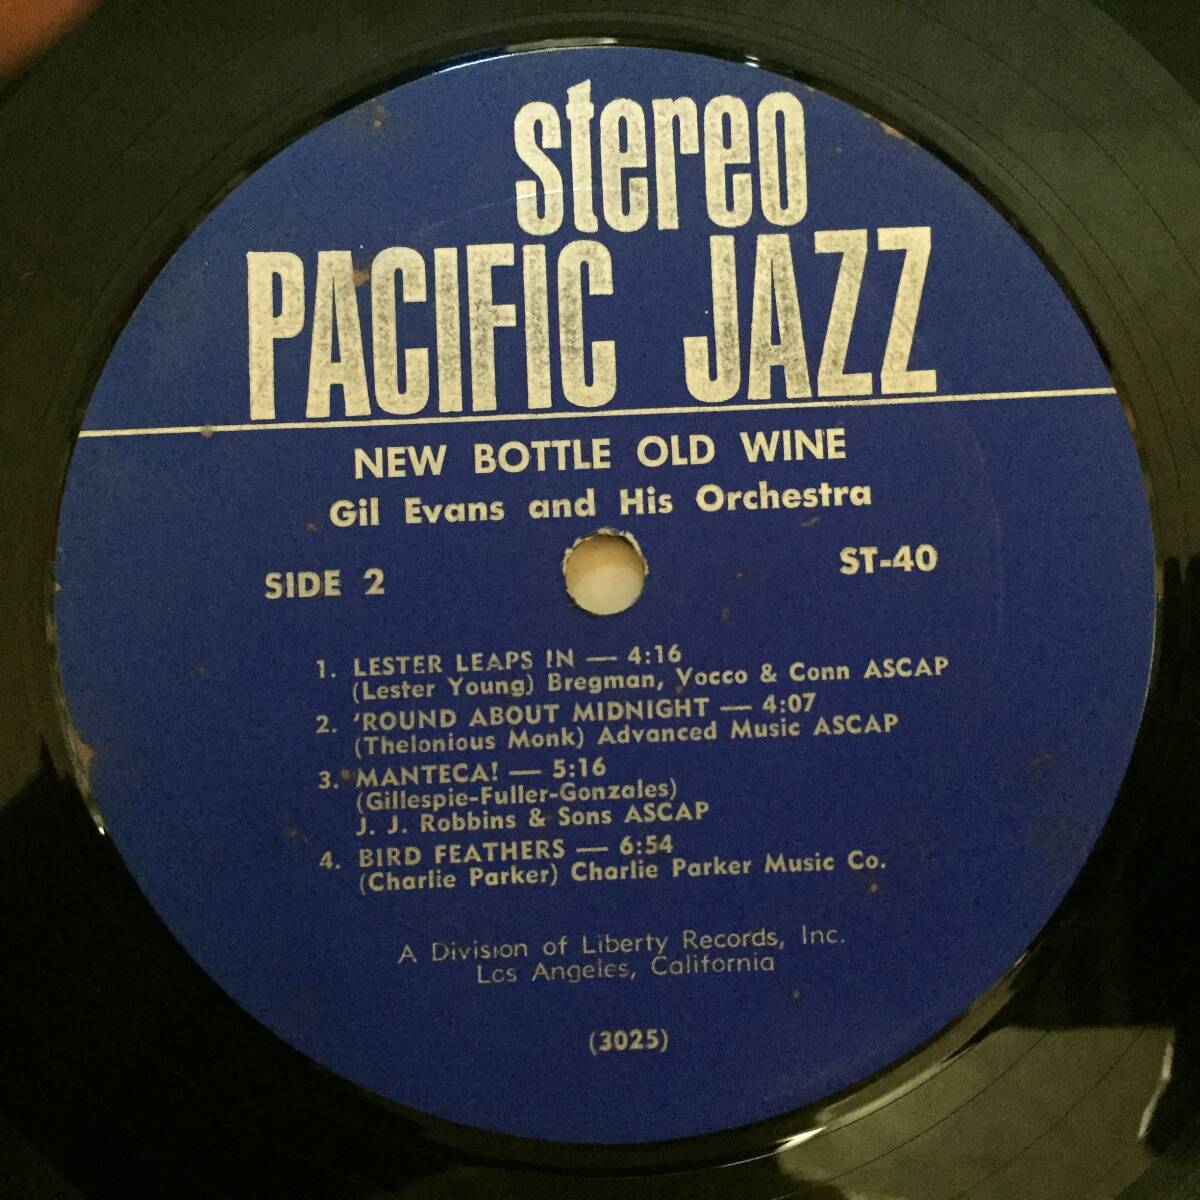 stereo
PACIFIC JAZZ
NEW BOTTLE OLD WINE
Gil Evans and His Orchestra
SIDE 2
ST-40
1. LESTER LEAPS IN — 4:16
(Lester Young) Bregman, Vocco & Conn ASCAP
2. 'ROUND ABOUT MIDNIGHT — 4:07
(Thelonious Monk) Advanced Music ASCAP
3. MANTECA! — 5:16
(Gillespie-Fuller-Gonzales)
J. J. Robbins & Sons ASCAP
4. BIRD FEATHERS — 6:54
(Charlie Parker) Charlie Parker Music Co.
A Division of Liberty Records, Inc.
Los Angeles, California
(3025)